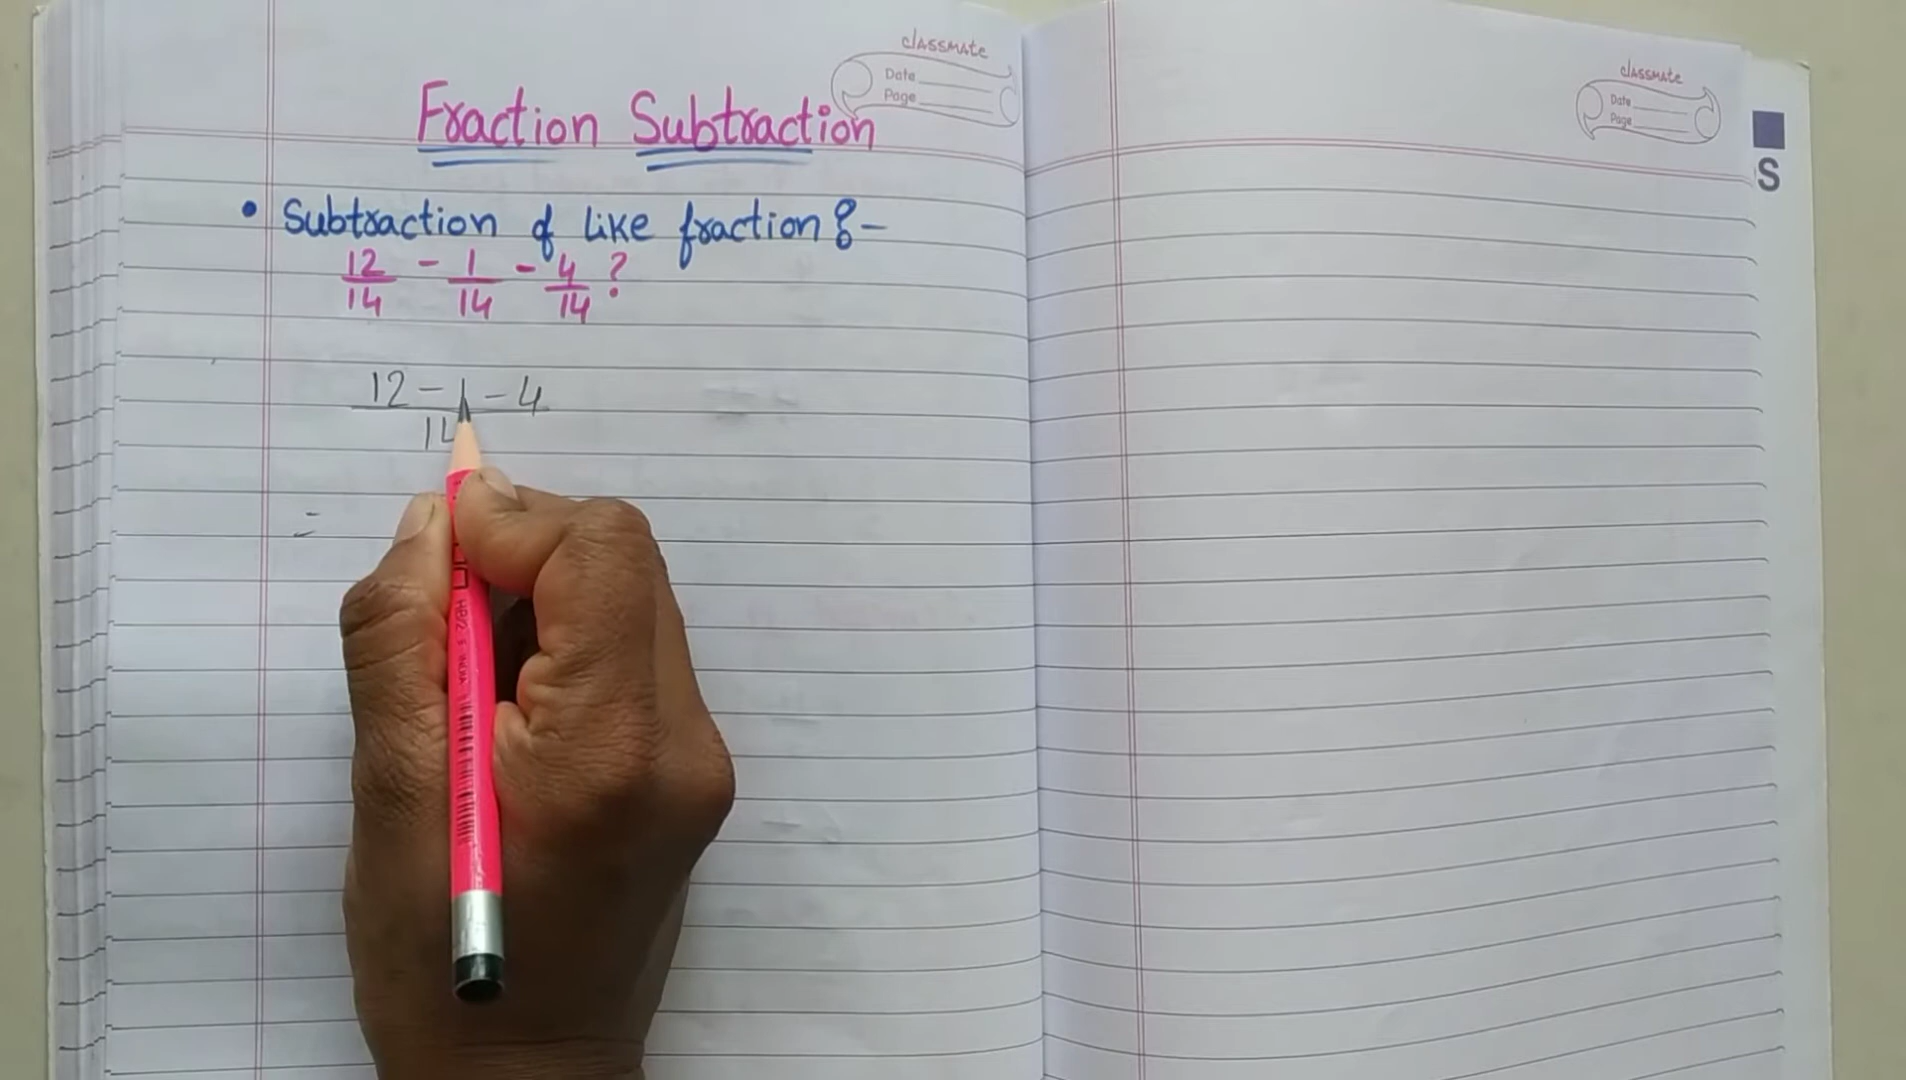 classmate
Date
Page
classmate
Date
Page
S
Fraction Subtraction
• Subtraction of like fraction :-
12/14 - 1/14 - 4/14 ?
12 - 1 - 4
14
=